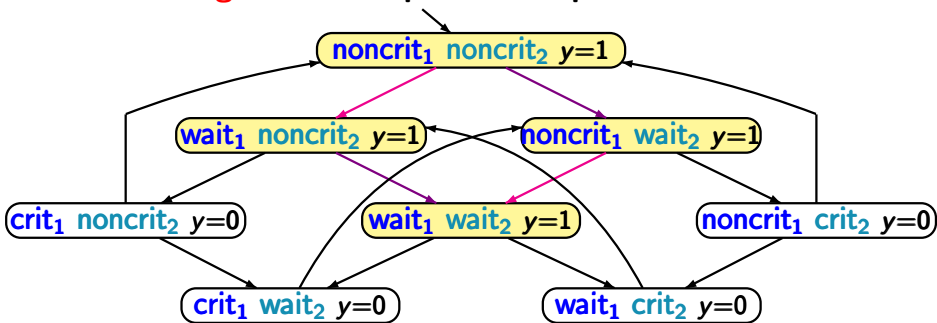 noncrit₁ noncrit₂ y=1
wait₁ noncrit₂ y=1
noncrit₁ wait₂ y=1
crit₁ noncrit₂ y=0
wait₁ wait₂ y=1
noncrit₁ crit₂ y=0
crit₁ wait₂ y=0
wait₁ crit₂ y=0